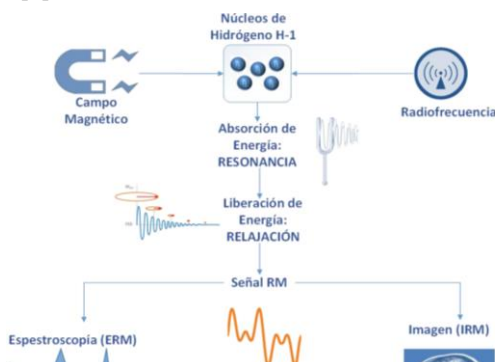 Núcleos de
Hidrógeno H-1
Campo
Magnético
Radiofrecuencia
Absorción de
Energía:
RESONANCIA
Liberación de
Energía:
RELAJACIÓN
Señal RM
Espestroscopía (ERM)
Imagen (IRM)